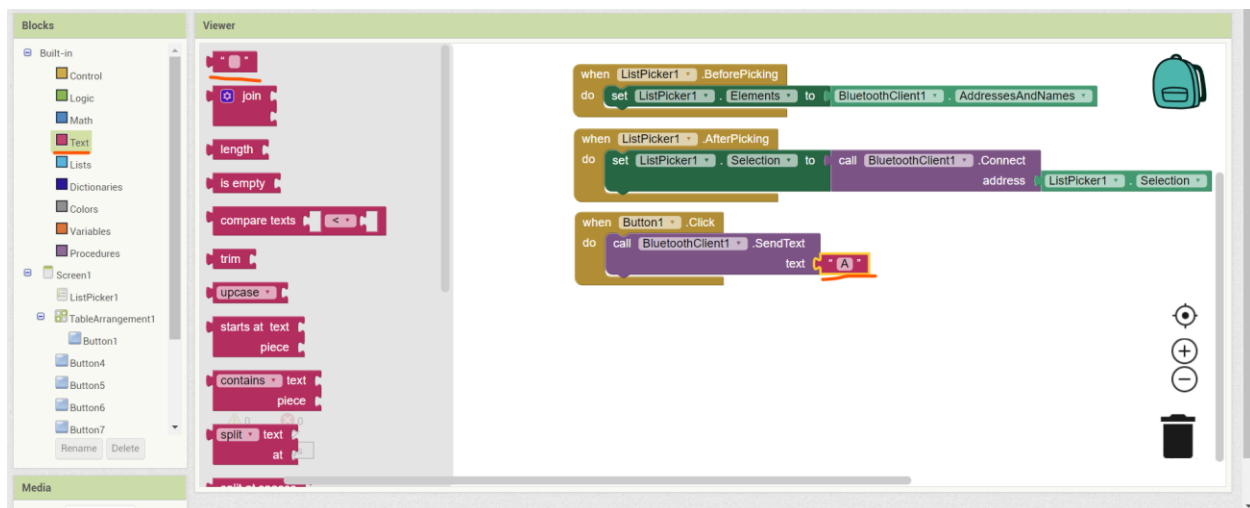 Blocks
Built-in
Control
Logic
Math
Text
Lists
Dictionaries
Colors
Variables
Procedures
Screen1
ListPicker1
TableArrangement1
Button1
Button4
Button5
Button6
Button7
Rename Delete
Media
Viewer
" "
join
length
is empty
compare texts <
trim
upcase
starts at text
piece
contains text
piece
0 0
split text
at
when ListPicker1 .BeforePicking
do set ListPicker1 . Elements to BluetoothClient1 . AddressesAndNames
when ListPicker1 .AfterPicking
do set ListPicker1 . Selection to call BluetoothClient1 .Connect
address ListPicker1 . Selection
when Button1 .Click
do call BluetoothClient1 .SendText
text " A "